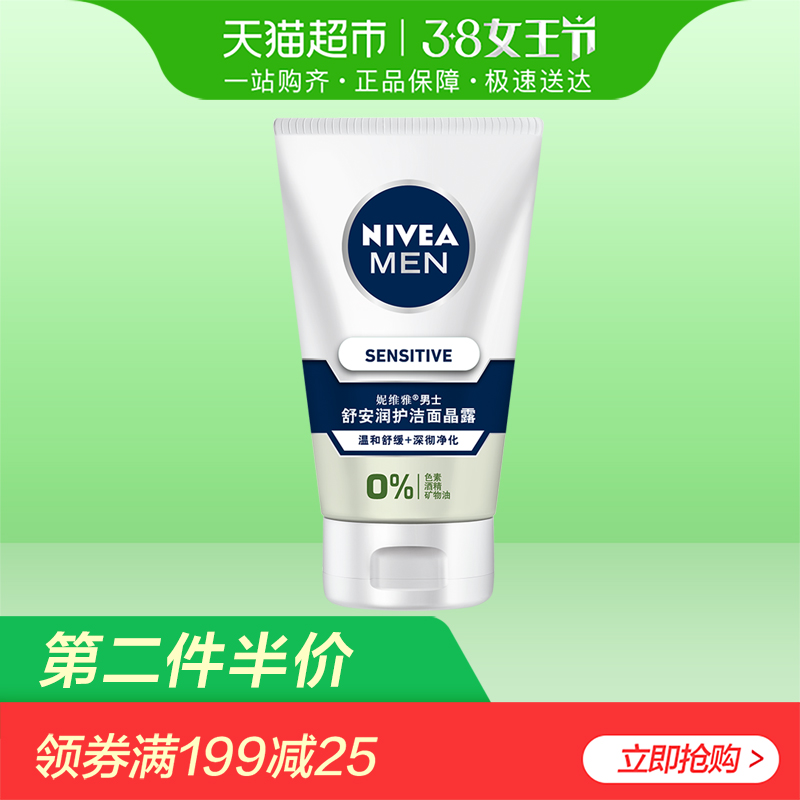 天猫超市 3·8女王节
一站购齐·正品保障·极速送达
NIVEA
MEN
SENSITIVE
妮维雅®男士
舒安润护洁面晶露
温和舒缓+深彻净化
0%
色素
酒精
矿物油
第二件半价
领券满199减25
立即抢购 >